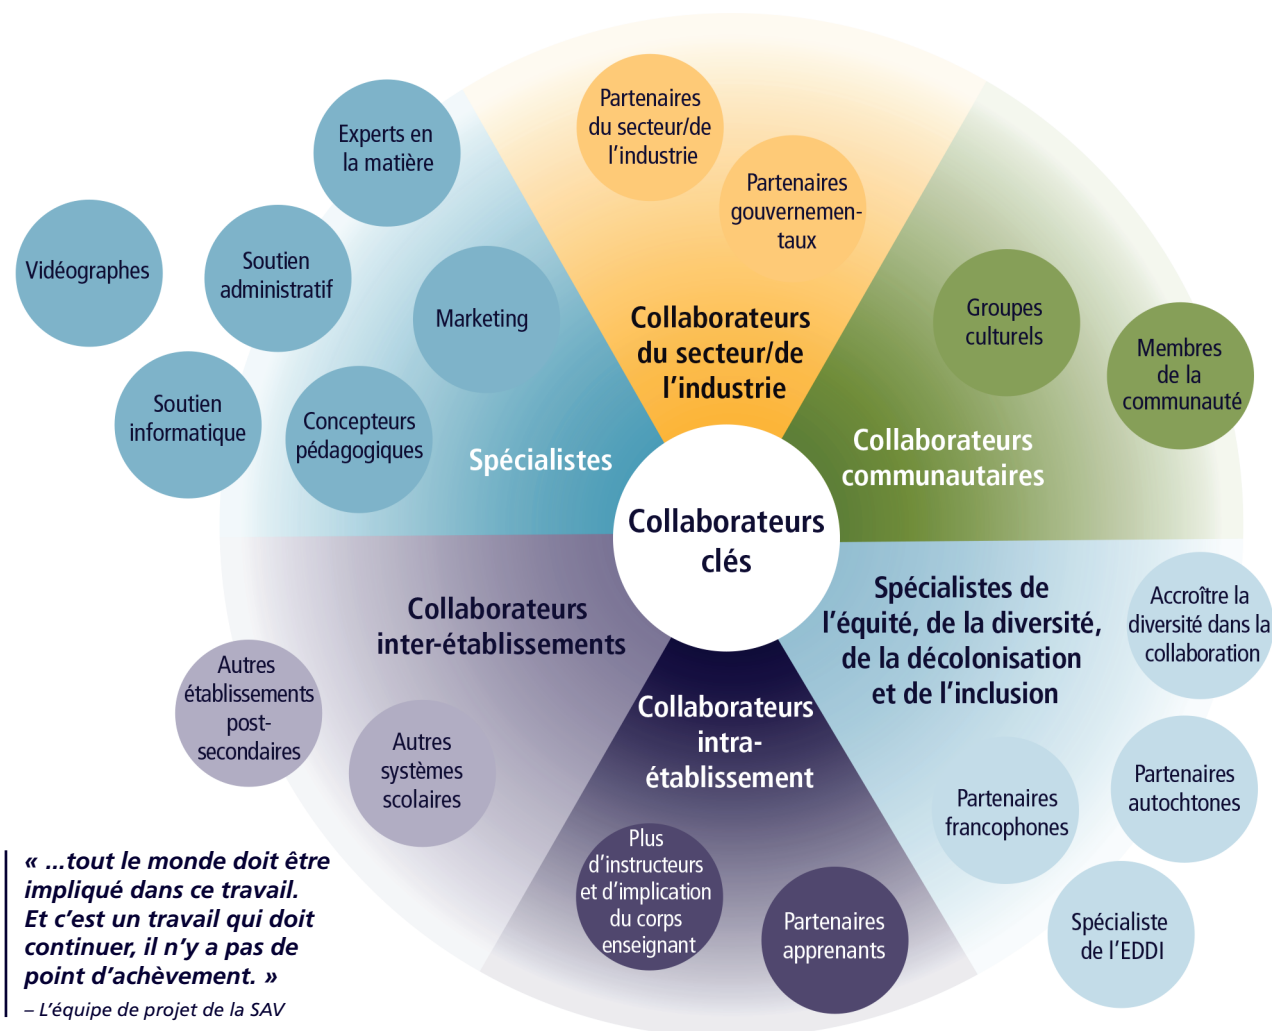 Partenaires
du secteur/de
l’industrie
Partenaires
gouvernemen-
taux
Collaborateurs
du secteur/de
l’industrie
Experts en
la matière
Vidéographes
Soutien
administratif
Marketing
Soutien
informatique
Concepteurs
pédagogiques
Spécialistes
Groupes
culturels
Membres
de la
communauté
Collaborateurs
communautaires
Collaborateurs
clés
Collaborateurs
inter-établissements
Autres
établissements
post-
secondaires
Autres
systèmes
scolaires
Collaborateurs
intra-
établissement
Plus
d’instructeurs
et d’implication
du corps
enseignant
Partenaires
apprenants
Spécialistes de
l’équité, de la diversité,
de la décolonisation
et de l’inclusion
Accroître la
diversité dans la
collaboration
Partenaires
autochtones
Partenaires
francophones
Spécialiste
de l’EDDI
« ...tout le monde doit être
impliqué dans ce travail.
Et c’est un travail qui doit
continuer, il n’y a pas de
point d’achèvement. »
– L’équipe de projet de la SAV